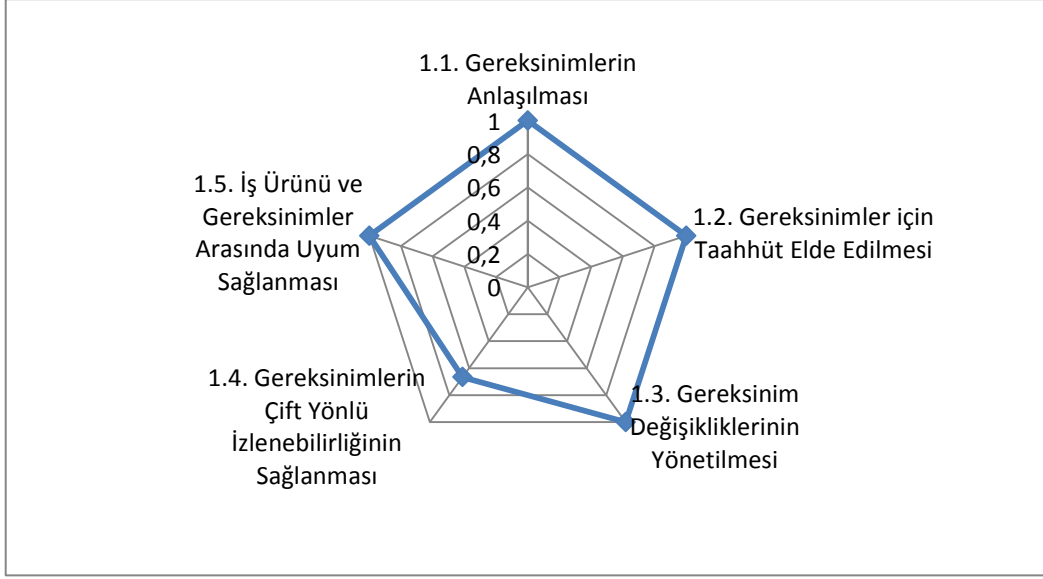 1.1. Gereksinimlerin
Anlaşılması
1
0,8
0,6
0,4
0,2
0
1.2. Gereksinimler için
Taahhüt Elde Edilmesi
1.3. Gereksinim
Değişikliklerinin
Yönetilmesi
1.4. Gereksinimlerin
Çift Yönlü
İzlenebilirliğinin
Sağlanması
1.5. İş Ürünü ve
Gereksinimler
Arasında Uyum
Sağlanması